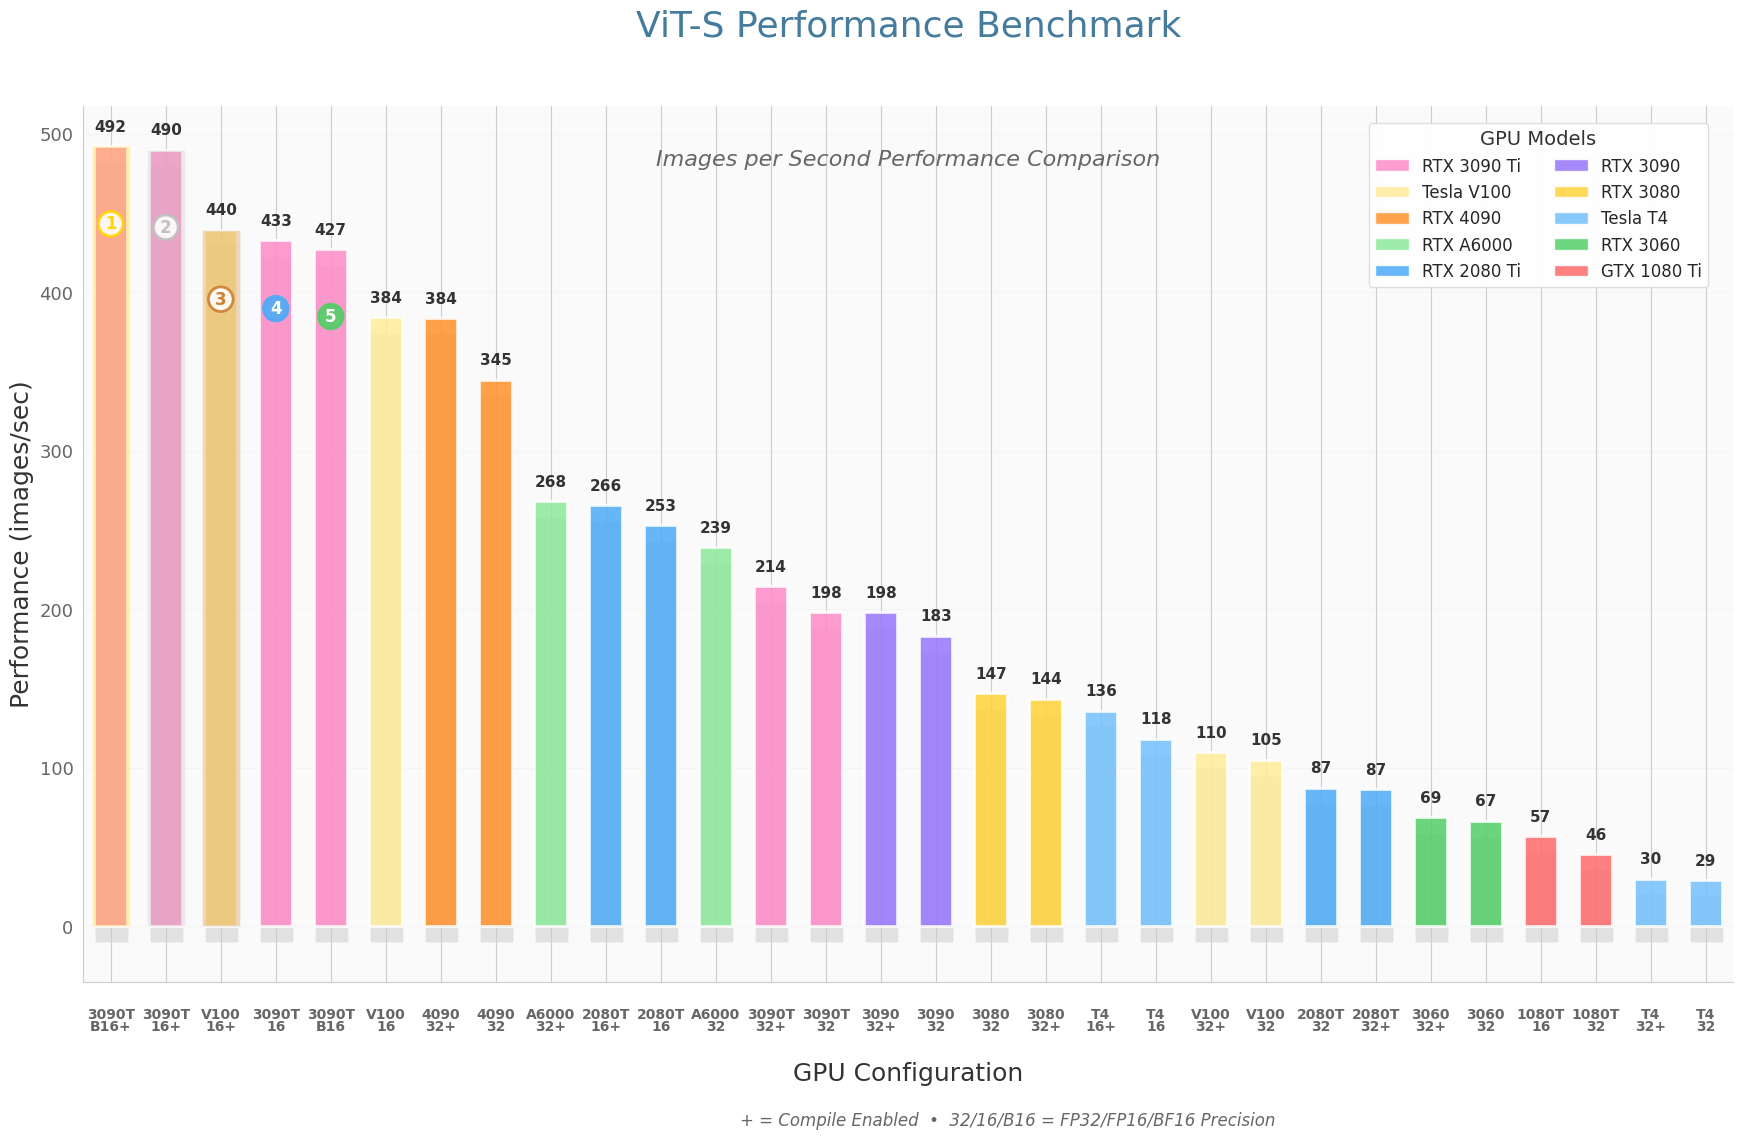 ViT-S Performance Benchmark
Images per Second Performance Comparison
GPU Models
RTX 3090 Ti
Tesla V100
RTX 4090
RTX A6000
RTX 2080 Ti
RTX 3090
RTX 3080
Tesla T4
RTX 3060
GTX 1080 Ti
Performance (images/sec)
500
400
300
200
100
0
492
490
440
433
427
384
384
345
268
266
253
239
214
198
198
183
147
144
136
118
110
105
87
87
69
67
57
46
30
29
1
2
3
4
5
3090T
B16+
3090T
16+
V100
16+
3090T
16
3090T
B16
V100
16
4090
32+
4090
32
A6000
32+
2080T
16+
2080T
16
A6000
32
3090T
32+
3090T
32
3090
32+
3090
32
3080
32
3080
32+
T4
16+
T4
16
V100
32+
V100
32
2080T
32
2080T
32+
3060
32+
3060
32
1080T
16
1080T
32
T4
32+
T4
32
GPU Configuration
+ = Compile Enabled • 32/16/B16 = FP32/FP16/BF16 Precision